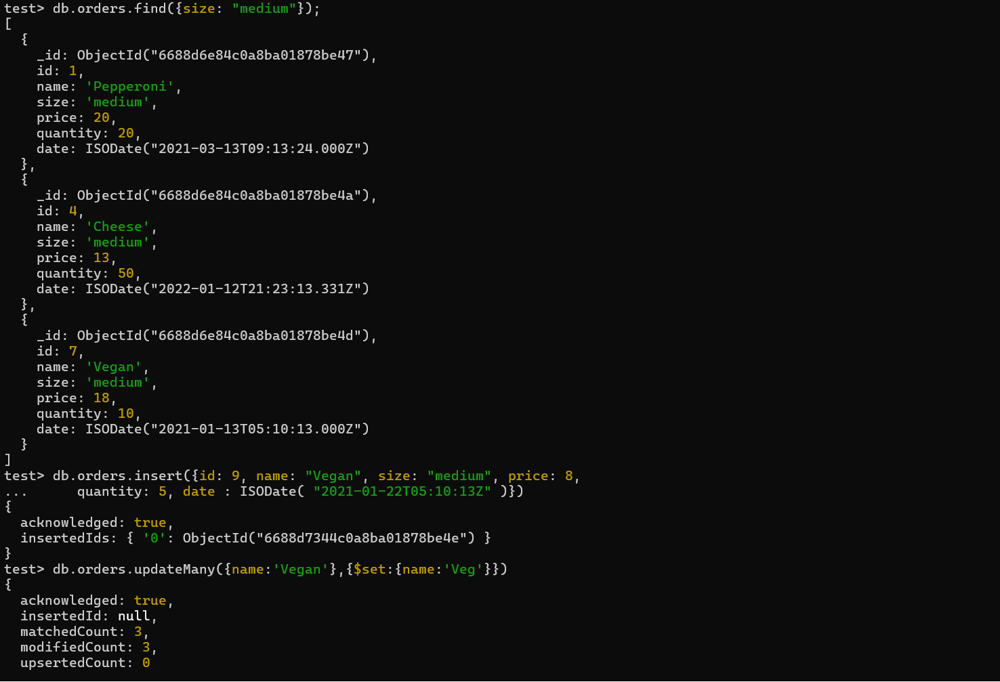 test> db.orders.find({size: "medium"});
[
  {
    _id: ObjectId("6688d6e84c0a8ba01878be47"),
    id: 1,
    name: 'Pepperoni',
    size: 'medium',
    price: 20,
    quantity: 20,
    date: ISODate("2021-03-13T09:13:24.000Z")
  },
  {
    _id: ObjectId("6688d6e84c0a8ba01878be4a"),
    id: 4,
    name: 'Cheese',
    size: 'medium',
    price: 13,
    quantity: 50,
    date: ISODate("2022-01-12T21:23:13.331Z")
  },
  {
    _id: ObjectId("6688d6e84c0a8ba01878be4d"),
    id: 7,
    name: 'Vegan',
    size: 'medium',
    price: 18,
    quantity: 10,
    date: ISODate("2021-01-13T05:10:13.000Z")
  }
]
test> db.orders.insert({id: 9, name: "Vegan", size: "medium", price: 8,
...      quantity: 5, date : ISODate( "2021-01-22T05:10:13Z" )})
{
  acknowledged: true,
  insertedIds: { '0': ObjectId("6688d7344c0a8ba01878be4e") }
}
test> db.orders.updateMany({name:'Vegan'},{$set:{name:'Veg'}})
{
  acknowledged: true,
  insertedId: null,
  matchedCount: 3,
  modifiedCount: 3,
  upsertedCount: 0